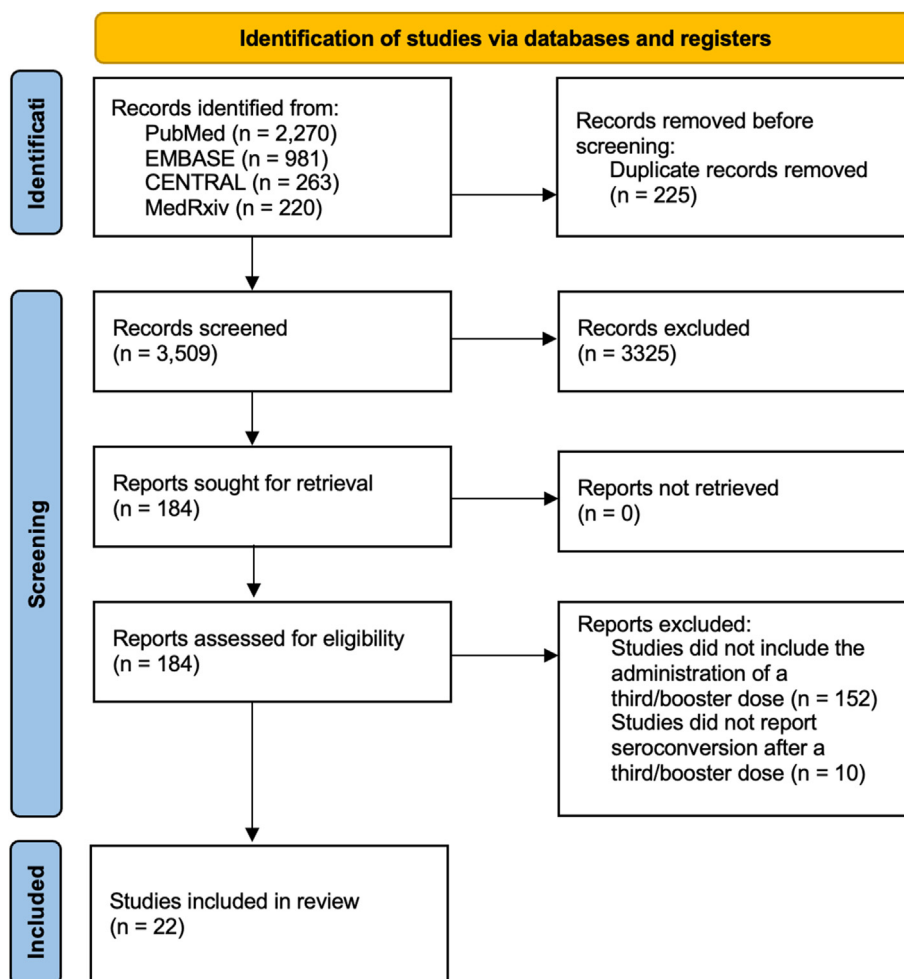 Identification of studies via databases and registers
Identificati
Records identified from:
PubMed (n = 2,270)
EMBASE (n = 981)
CENTRAL (n = 263)
MedRxiv (n = 220)
Records removed before
screening:
Duplicate records removed
(n = 225)
Screening
Records screened
(n = 3,509)
Records excluded
(n = 3325)
Reports sought for retrieval
(n = 184)
Reports not retrieved
(n = 0)
Reports assessed for eligibility
(n = 184)
Reports excluded:
Studies did not include the
administration of a
third/booster dose (n = 152)
Studies did not report
seroconversion after a
third/booster dose (n = 10)
Included
Studies included in review
(n = 22)